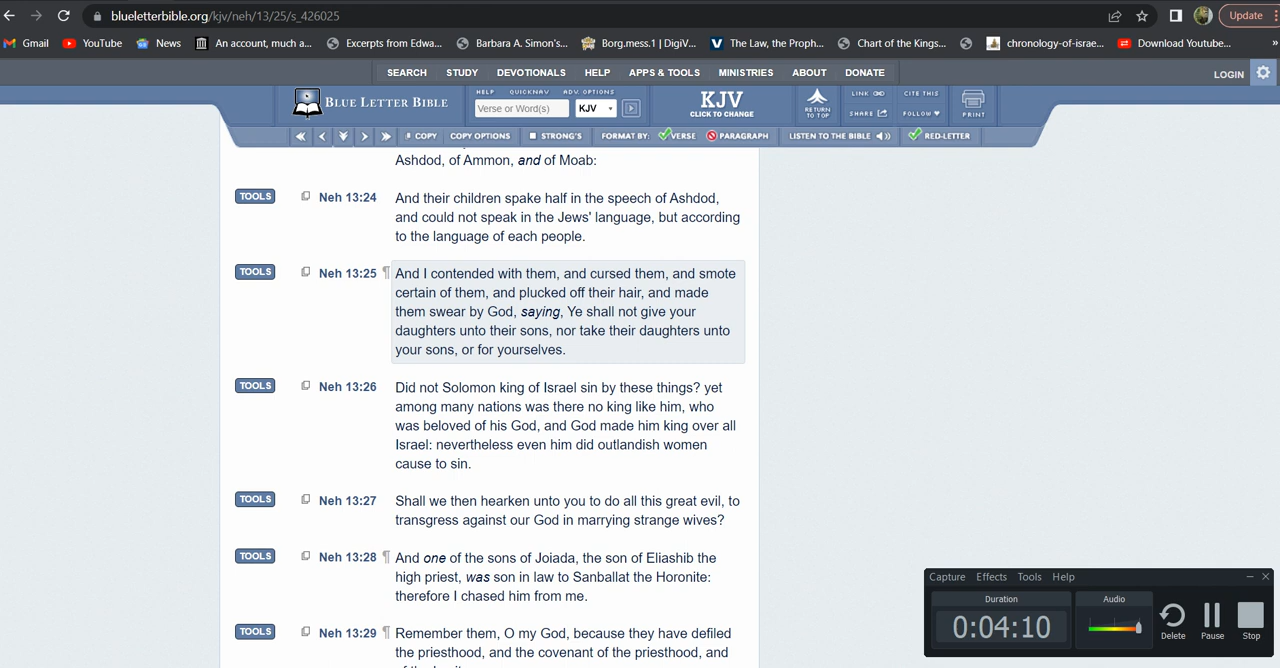 blueletterbible.org/kjv/neh/13/25/s_426025
Update
Gmail
YouTube
News
An account, much a...
Excerpts from Edwa...
Barbara A. Simon's...
Borg.mess.1 | DigiV...
The Law, the Proph...
Chart of the Kings...
chronology-of-israe...
Download Youtube...
»
SEARCH STUDY DEVOTIONALS HELP APPS & TOOLS MINISTRIES ABOUT DONATE
LOGIN
BLUE LETTER BIBLE
HELP QUICKNAV ADV. OPTIONS
Verse or Word(s)
KJV
KJV
CLICK TO CHANGE
RETURN
TO TOP
LINK
CITE THIS
SHARE
FOLLOW
PRINT
COPY COPY OPTIONS STRONG'S FORMAT BY: VERSE PARAGRAPH LISTEN TO THE BIBLE RED-LETTER
Ashdod, of Ammon, and of Moab:
TOOLS Neh 13:24 And their children spake half in the speech of Ashdod,
and could not speak in the Jews' language, but according
to the language of each people.
TOOLS Neh 13:25 ¶ And I contended with them, and cursed them, and smote
certain of them, and plucked off their hair, and made
them swear by God, saying, Ye shall not give your
daughters unto their sons, nor take their daughters unto
your sons, or for yourselves.
TOOLS Neh 13:26 Did not Solomon king of Israel sin by these things? yet
among many nations was there no king like him, who
was beloved of his God, and God made him king over all
Israel: nevertheless even him did outlandish women
cause to sin.
TOOLS Neh 13:27 Shall we then hearken unto you to do all this great evil, to
transgress against our God in marrying strange wives?
TOOLS Neh 13:28 ¶ And one of the sons of Joiada, the son of Eliashib the
high priest, was son in law to Sanballat the Horonite:
therefore I chased him from me.
TOOLS Neh 13:29 ¶ Remember them, O my God, because they have defiled
the priesthood, and the covenant of the priesthood, and
Capture Effects Tools Help
Duration
0:04:10
Audio
Delete
Pause
Stop